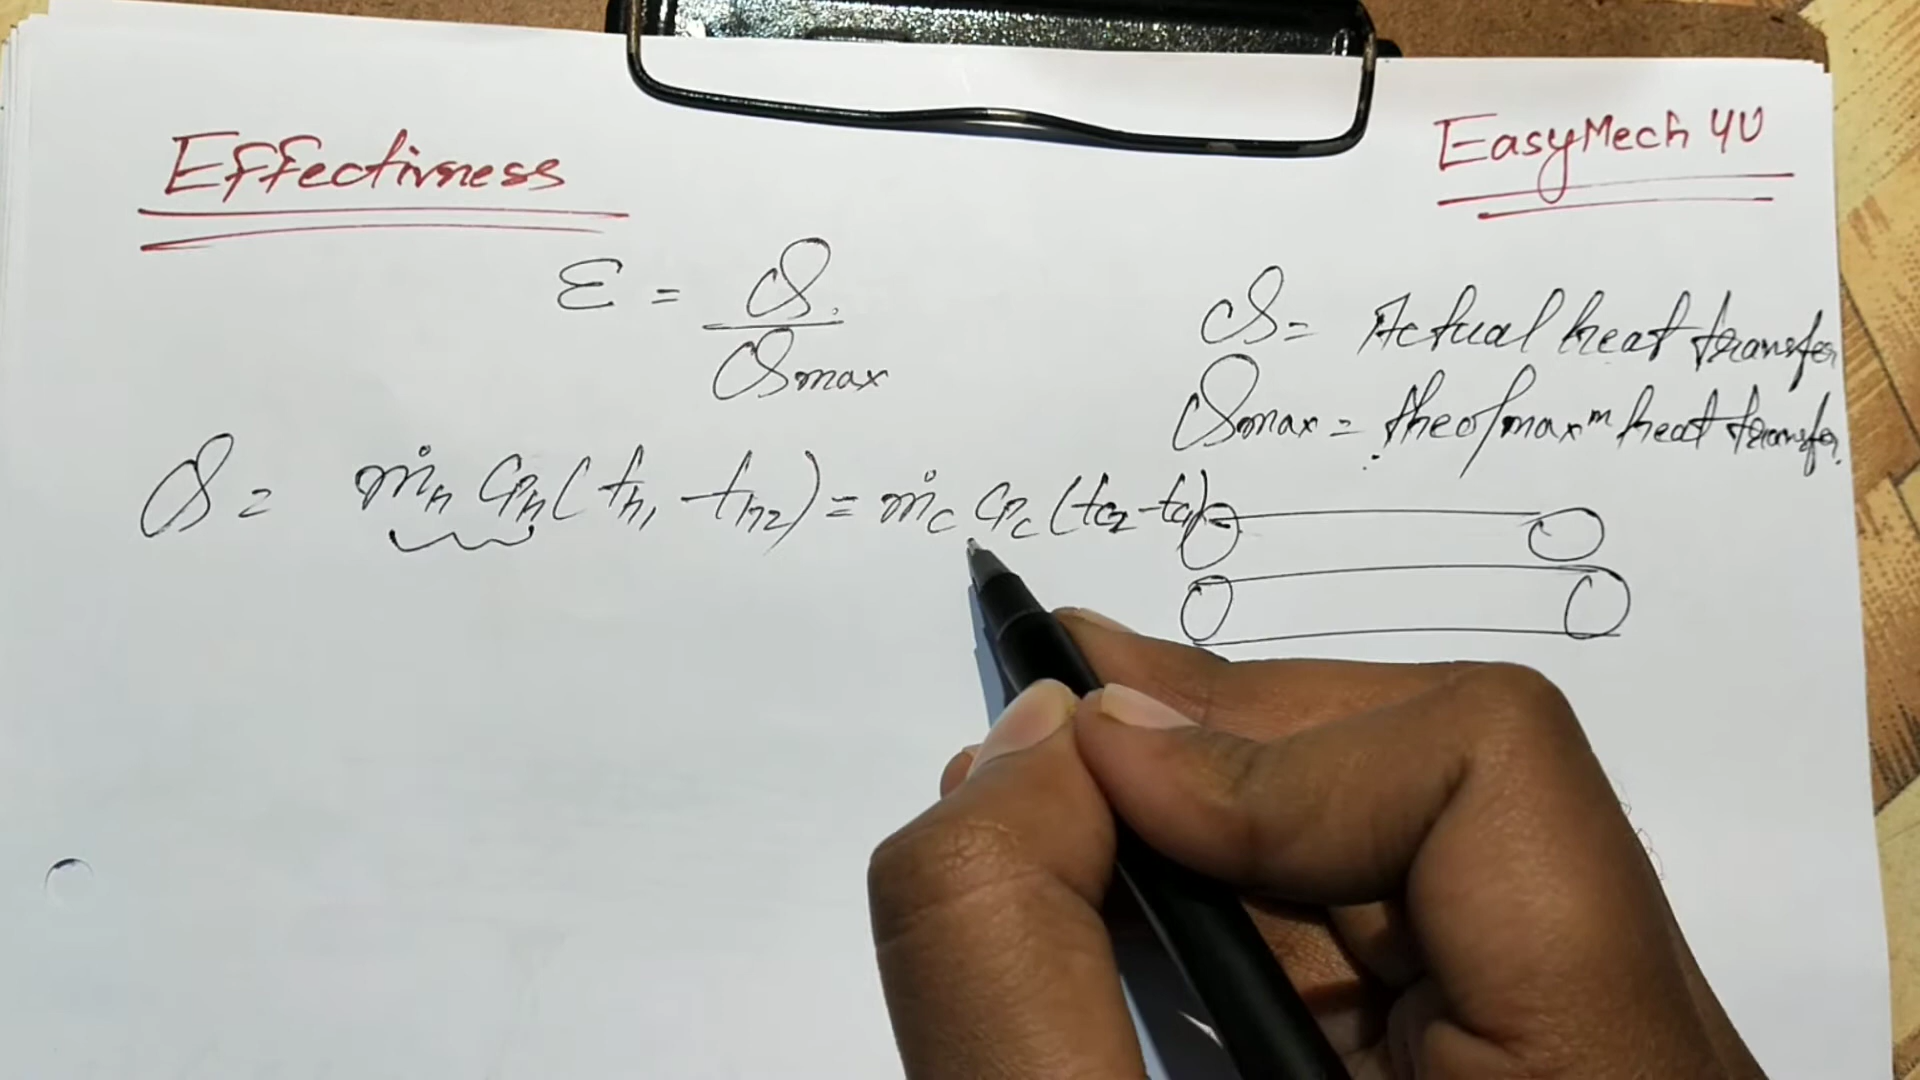 Effectivness
EasyMech 4U
ε = Q / Qmax
Q = Actual heat transfer
Qmax = theo/maxᵐ heat transfer.
Q = ṁh Cph (th1 - th2) = ṁc Cpc (tc2 - tc1)